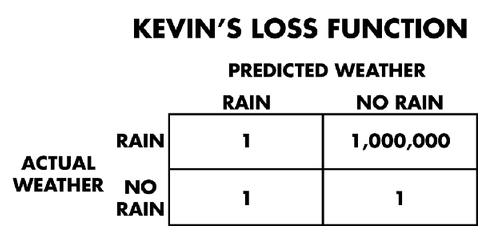 KEVIN'S LOSS FUNCTION
PREDICTED WEATHER
RAIN NO RAIN
RAIN 1 1,000,000
ACTUAL
WEATHER
NO
RAIN 1 1